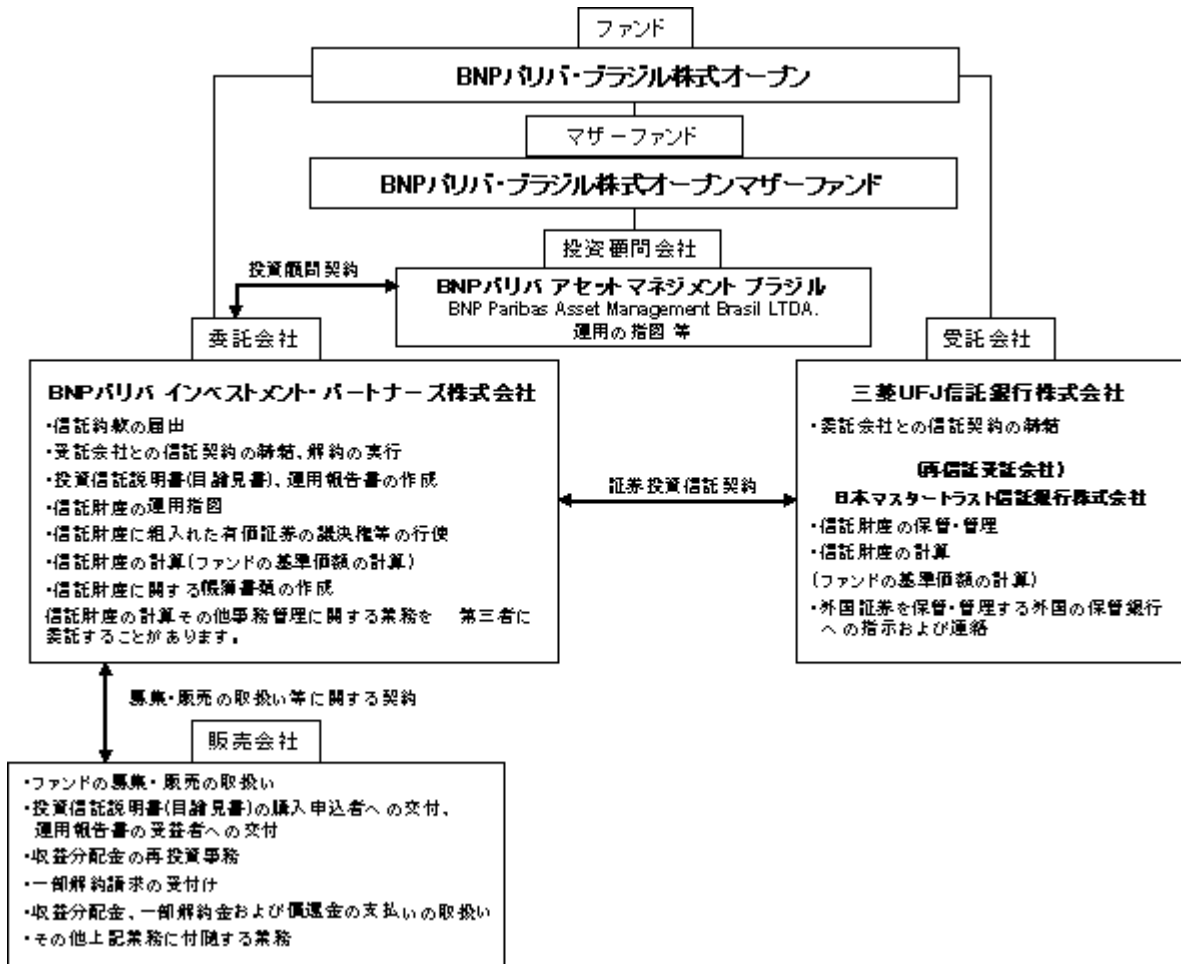 ファンド
BNPパリバ・ブラジル株式オープン
マザーファンド
BNPパリバ・ブラジル株式オープンマザーファンド
投資顧問会社
投資顧問契約
BNPパリバ アセット マネジメント ブラジル
BNP Paribas Asset Management Brasil LTDA.
運用の指図 等
委託会社
BNPパリバ インベストメント・パートナーズ株式会社
・信託約款の届出
・受託会社との信託契約の締結、解約の実行
・投資信託説明書(目論見書)、運用報告書の作成
・信託財産の運用指図
・信託財産に組入れた有価証券の議決権等の行使
・信託財産の計算(ファンドの基準価額の計算)
・信託財産に関する帳簿書類の作成
信託財産の計算その他事務管理に関する業務を 第三者に
委託することがあります。
証券投資信託契約
受託会社
三菱UFJ信託銀行株式会社
・委託会社との信託契約の締結
(再信託受託会社)
日本マスタートラスト信託銀行株式会社
・信託財産の保管・管理
・信託財産の計算
(ファンドの基準価額の計算)
・外国証券を保管・管理する外国の保管銀行
への指示および連絡
募集・販売の取扱い等に関する契約
販売会社
・ファンドの募集・販売の取扱い
・投資信託説明書(目論見書)の購入申込者への交付、
運用報告書の受益者への交付
・収益分配金の再投資事務
・一部解約請求の受付け
・収益分配金、一部解約金および償還金の支払いの取扱い
・その他上記業務に付随する業務